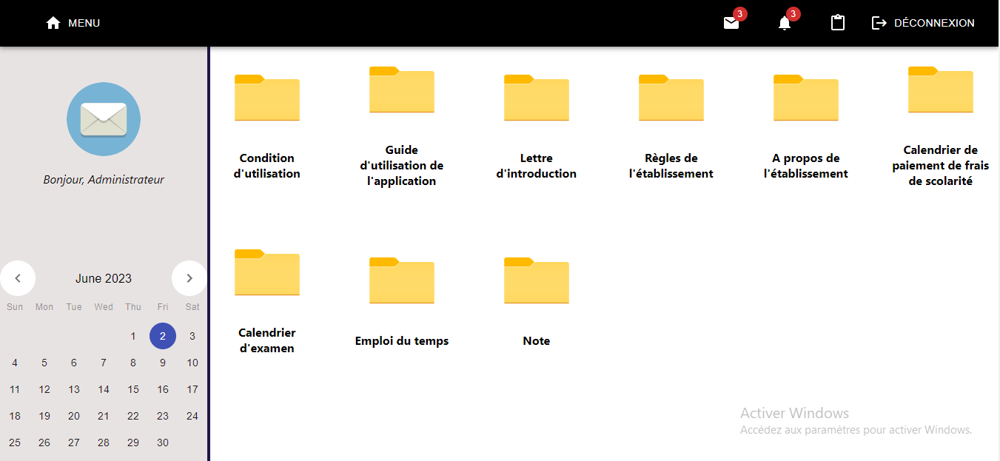 MENU
3
3
DÉCONNEXION
Bonjour, Administrateur
June 2023
Sun Mon Tue Wed Thu Fri Sat
1 2 3
4 5 6 7 8 9 10
11 12 13 14 15 16 17
18 19 20 21 22 23 24
25 26 27 28 29 30
Condition
d'utilisation
Guide
d'utilisation de
l'application
Lettre
d'introduction
Règles de
l'établissement
A propos de
l'établissement
Calendrier de
paiement de frais
de scolarité
Calendrier
d'examen
Emploi du temps
Note
Activer Windows
Accédez aux paramètres pour activer Windows.